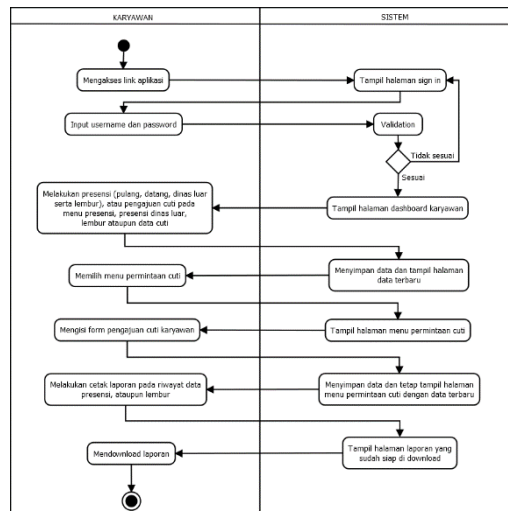 KARYAWAN
SISTEM
Mengakses link aplikasi
Tampil halaman sign in
Input username dan password
Validation
Tidak sesuai
Sesuai
Melakukan presensi (pulang, datang, dinas luar
serta lembur), atau pengajuan cuti pada
menu presensi, presensi dinas luar,
lembur ataupun data cuti
Tampil halaman dashboard karyawan
Menyimpan data dan tampil halaman
data terbaru
Memilih menu permintaan cuti
Tampil halaman menu permintaan cuti
Mengisi form pengajuan cuti karyawan
Menyimpan data dan tetap tampil halaman
menu permintaan cuti dengan data terbaru
Melakukan cetak laporan pada riwayat data
presensi, ataupun lembur
Tampil halaman laporan yang
sudah siap di download
Mendownload laporan